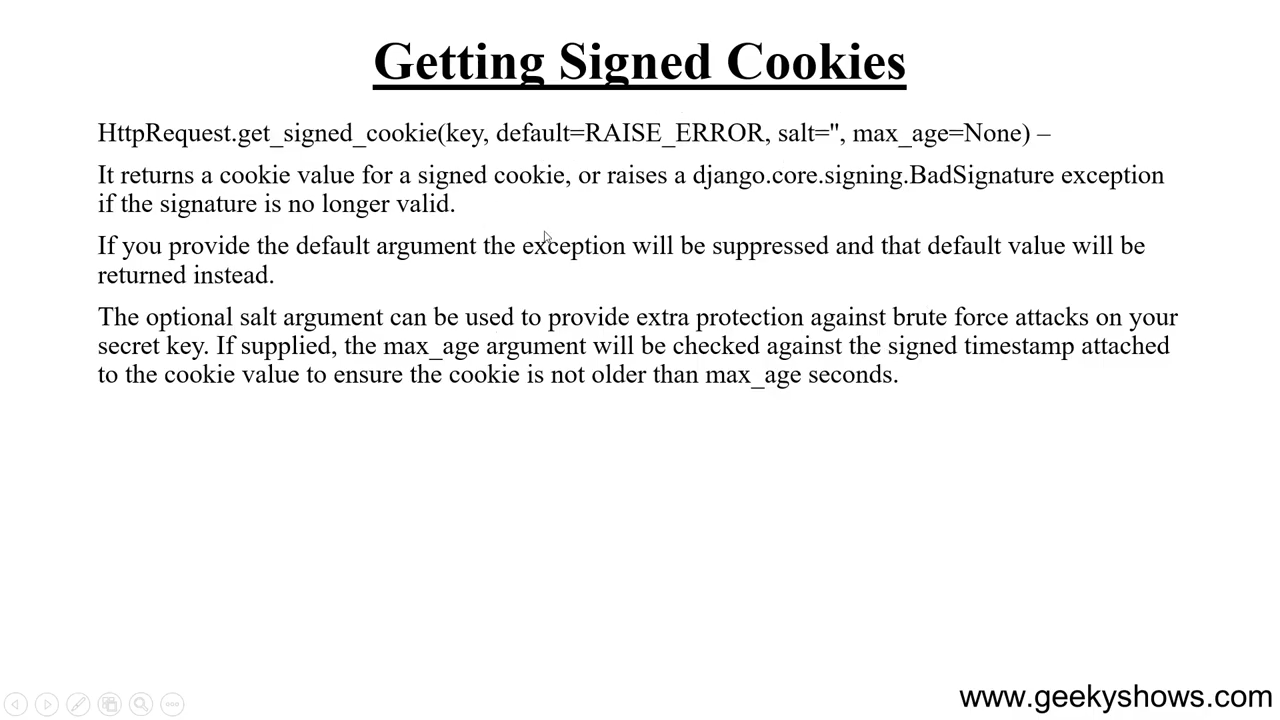 Getting Signed Cookies
HttpRequest.get_signed_cookie(key, default=RAISE_ERROR, salt='', max_age=None) –
It returns a cookie value for a signed cookie, or raises a django.core.signing.BadSignature exception
if the signature is no longer valid.
If you provide the default argument the exception will be suppressed and that default value will be
returned instead.
The optional salt argument can be used to provide extra protection against brute force attacks on your
secret key. If supplied, the max_age argument will be checked against the signed timestamp attached
to the cookie value to ensure the cookie is not older than max_age seconds.
www.geekyshows.com